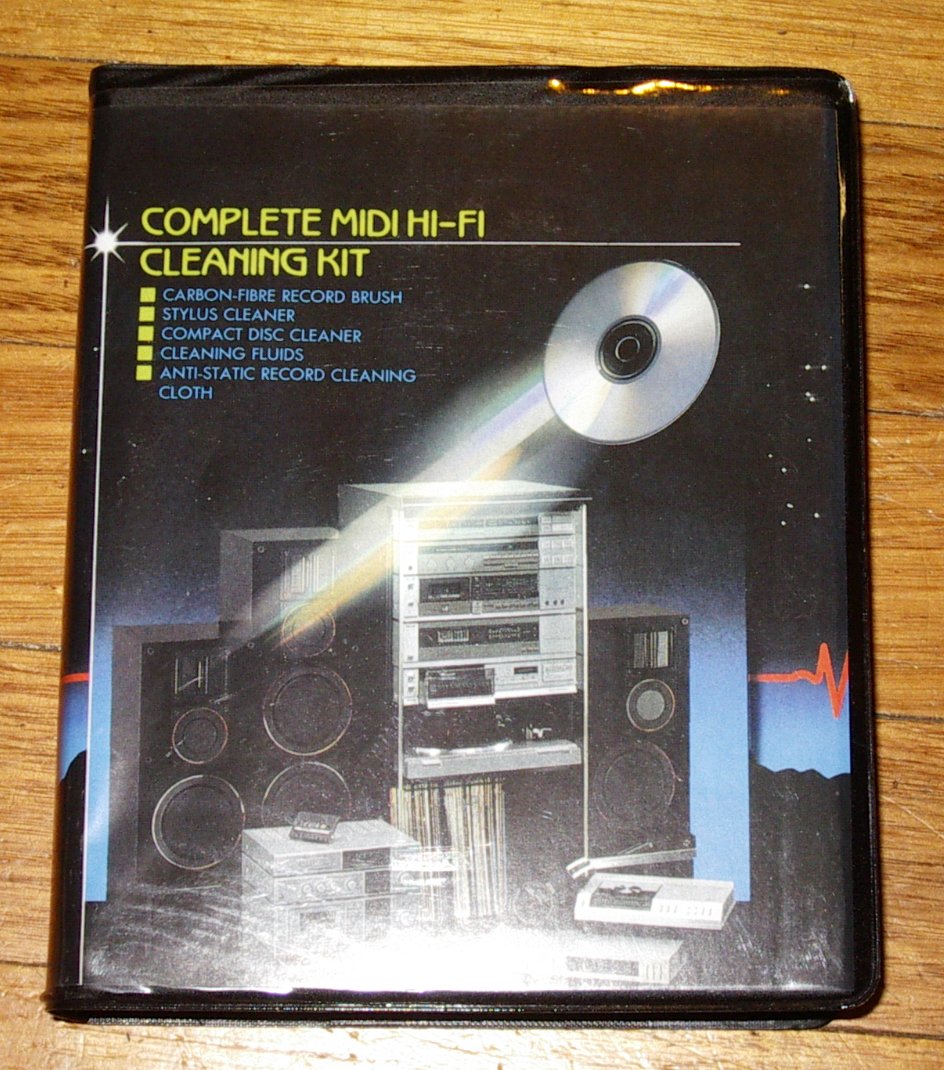 COMPLETE MIDI HI-FI
CLEANING KIT
CARBON-FIBRE RECORD BRUSH
STYLUS CLEANER
COMPACT DISC CLEANER
CLEANING FLUIDS
ANTI-STATIC RECORD CLEANING
CLOTH